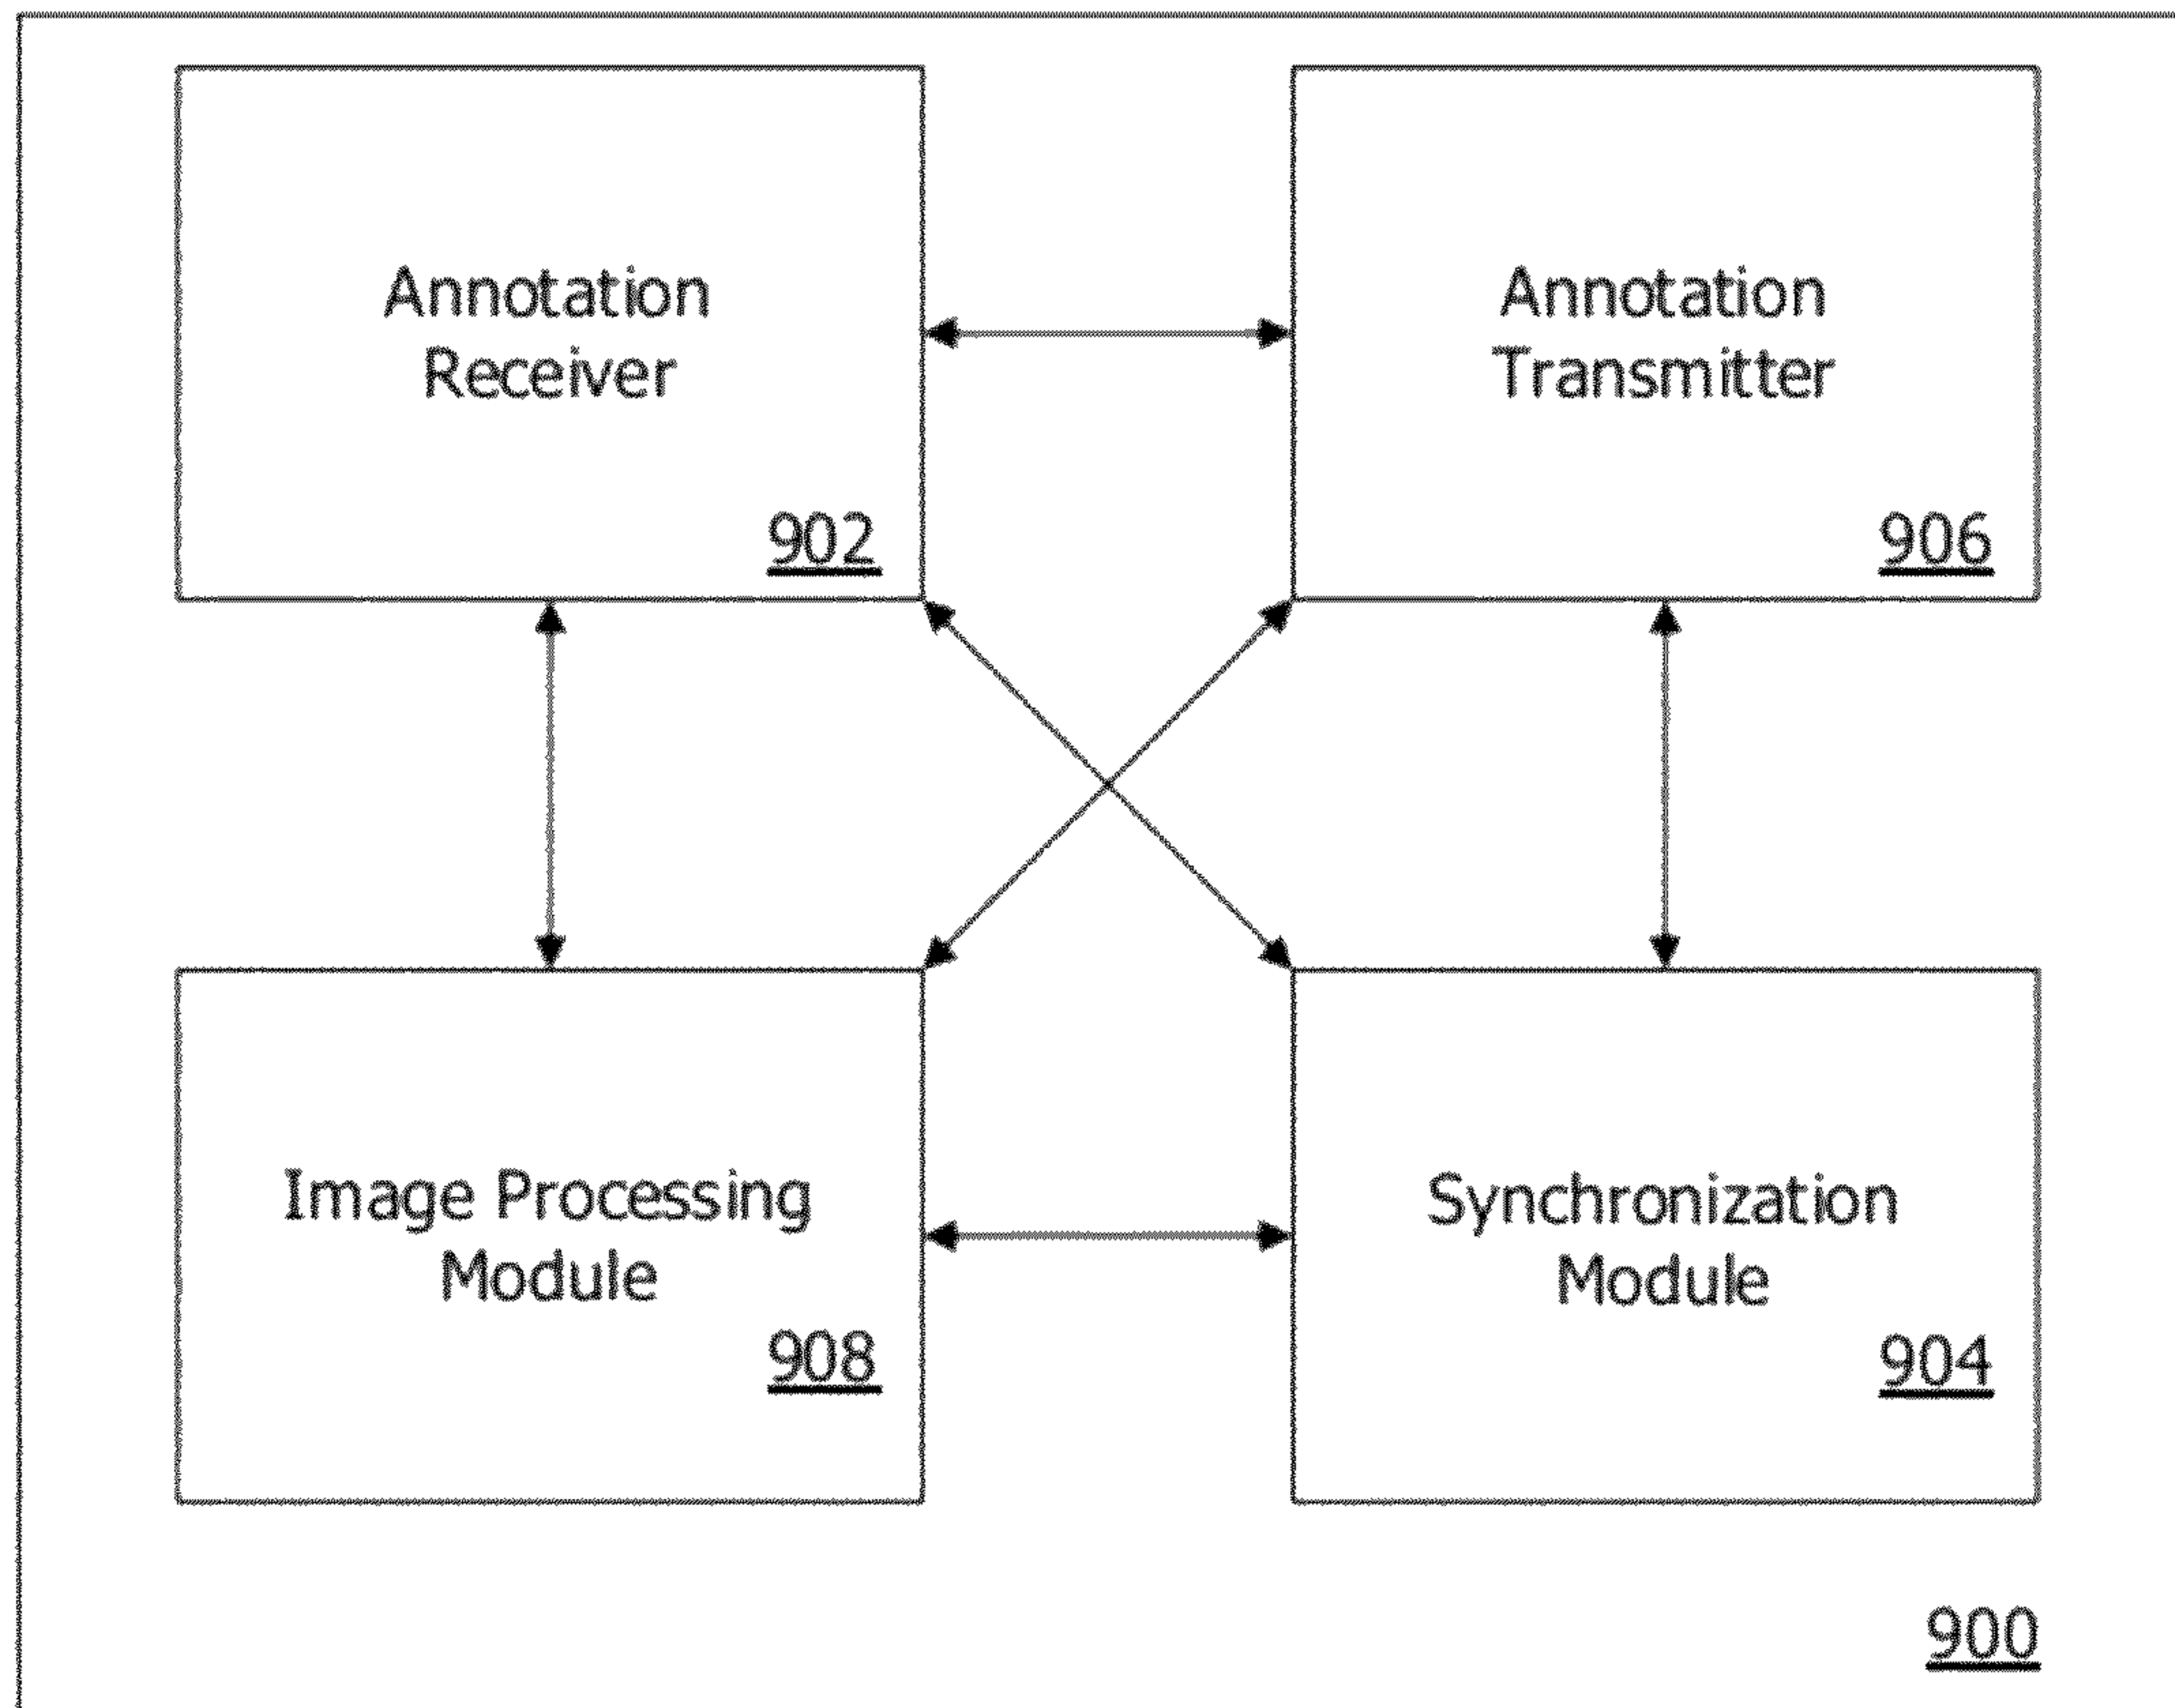 Annotation
Receiver
902
Annotation
Transmitter
906
Image Processing
Module
908
Synchronization
Module
904
900